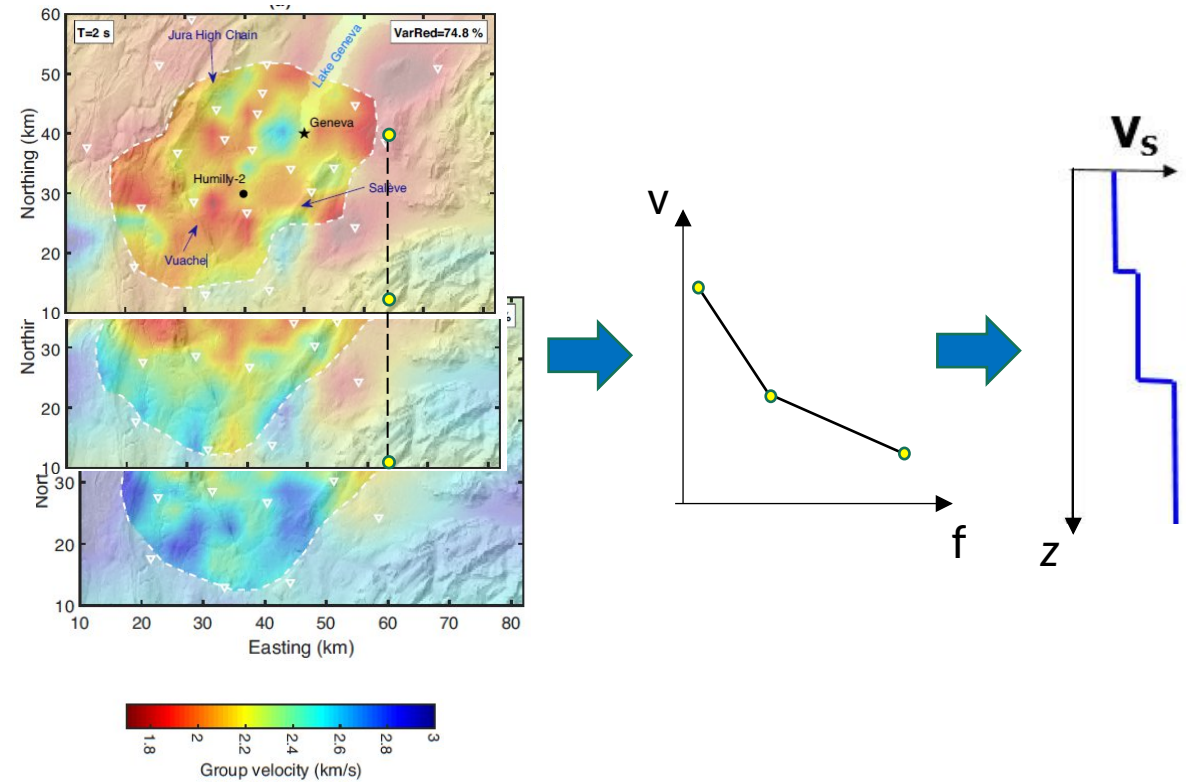 60
T=2 s
VarRed=74.8 %
Jura High Chain
Lake Geneva
50
Geneva
40
Northing (km)
Humilly-2
30
Salève
20
Vuache
10
%
Northir
30
20
10
Nort
30
20
10
10 20 30 40 50 60 70 80
Easting (km)
1.8 2 2.2 2.4 2.6 2.8 3
Group velocity (km/s)
v
f
Vs
z